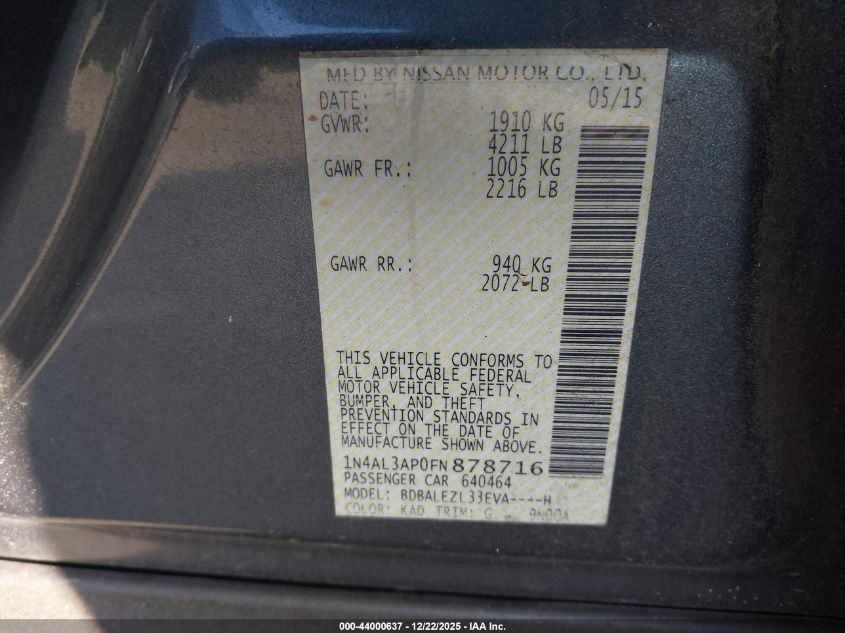 MFD BY NISSAN MOTOR CO., LTD.
DATE: 05/15
GVWR: 1910 KG
4211 LB
GAWR FR.: 1005 KG
2216 LB
GAWR RR.: 940 KG
2072 LB
THIS VEHICLE CONFORMS TO
ALL APPLICABLE FEDERAL
MOTOR VEHICLE SAFETY,
BUMPER, AND THEFT
PREVENTION STANDARDS IN
EFFECT ON THE DATE OF
MANUFACTURE SHOWN ABOVE.
1N4AL3AP0FN878716
PASSENGER CAR 640464
MODEL: BDBALEZL33EVA----H
COLOR: KAD TRIM: G
000-44000637 - 12/22/2025 - IAA Inc.